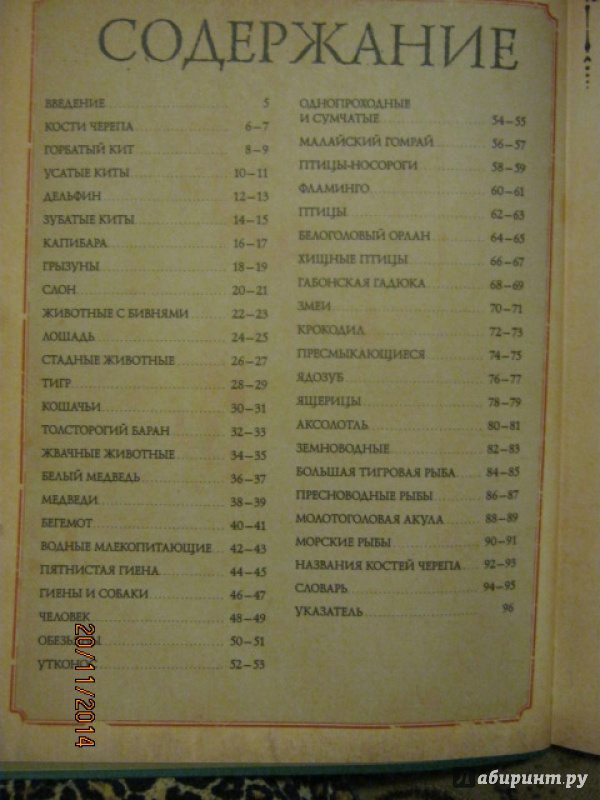 СОДЕРЖАНИЕ
ВВЕДЕНИЕ 5
КОСТИ ЧЕРЕПА 6–7
ГОРБАТЫЙ КИТ 8–9
УСАТЫЕ КИТЫ 10–11
ДЕЛЬФИН 12–13
ЗУБАТЫЕ КИТЫ 14–15
КАПИБАРА 16–17
ГРЫЗУНЫ 18–19
СЛОН 20–21
ЖИВОТНЫЕ С БИВНЯМИ 22–23
ЛОШАДЬ 24–25
СТАДНЫЕ ЖИВОТНЫЕ 26–27
ТИГР 28–29
КОШАЧЬИ 30–31
ТОЛСТОРОГИЙ БАРАН 32–33
ЖВАЧНЫЕ ЖИВОТНЫЕ 34–35
БЕЛЫЙ МЕДВЕДЬ 36–37
МЕДВЕДИ 38–39
БЕГЕМОТ 40–41
ВОДНЫЕ МЛЕКОПИТАЮЩИЕ 42–43
ПЯТНИСТАЯ ГИЕНА 44–45
ГИЕНЫ И СОБАКИ 46–47
ЧЕЛОВЕК 48–49
ОБЕЗЬЯНЫ 50–51
УТКОНОС 52–53
ОДНОПРОХОДНЫЕ
И СУМЧАТЫЕ 54–55
МАЛАЙСКИЙ ГОМРАЙ 56–57
ПТИЦЫ-НОСОРОГИ 58–59
ФЛАМИНГО 60–61
ПТИЦЫ 62–63
БЕЛОГОЛОВЫЙ ОРЛАН 64–65
ХИЩНЫЕ ПТИЦЫ 66–67
ГАБОНСКАЯ ГАДЮКА 68–69
ЗМЕИ 70–71
КРОКОДИЛ 72–73
ПРЕСМЫКАЮЩИЕСЯ 74–75
ЯДОЗУБ 76–77
ЯЩЕРИЦЫ 78–79
АКСОЛОТЛЬ 80–81
ЗЕМНОВОДНЫЕ 82–83
БОЛЬШАЯ ТИГРОВАЯ РЫБА 84–85
ПРЕСНОВОДНЫЕ РЫБЫ 86–87
МОЛОТОГОЛОВАЯ АКУЛА 88–89
МОРСКИЕ РЫБЫ 90–91
НАЗВАНИЯ КОСТЕЙ ЧЕРЕПА 92–93
СЛОВАРЬ 94–95
УКАЗАТЕЛЬ 96
20/11/2014
Лабиринт.ру